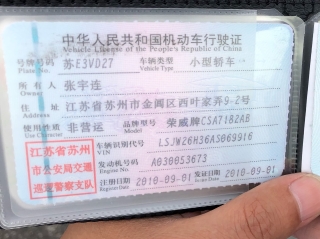 中华人民共和国机动车行驶证
Vehicle License of the People's Republic of China
号牌号码 苏E3VD27 车辆类型 小型轿车
Plate No. Vehicle Type
所有人 张宇连
Owner
住址 江苏省苏州市金阊区西叶家弄9-2号
Address
使用性质 非营运 品牌型号 荣威牌CSA7182AB
Use Character Model
江苏省苏州市公安局交通巡逻警察支队
车辆识别代号 LSJW26H36AS069916
VIN
发动机号码 A030053673
Engine No.
注册日期 2010-09-01 发证日期 2010-09-01
Register Date Issue Date